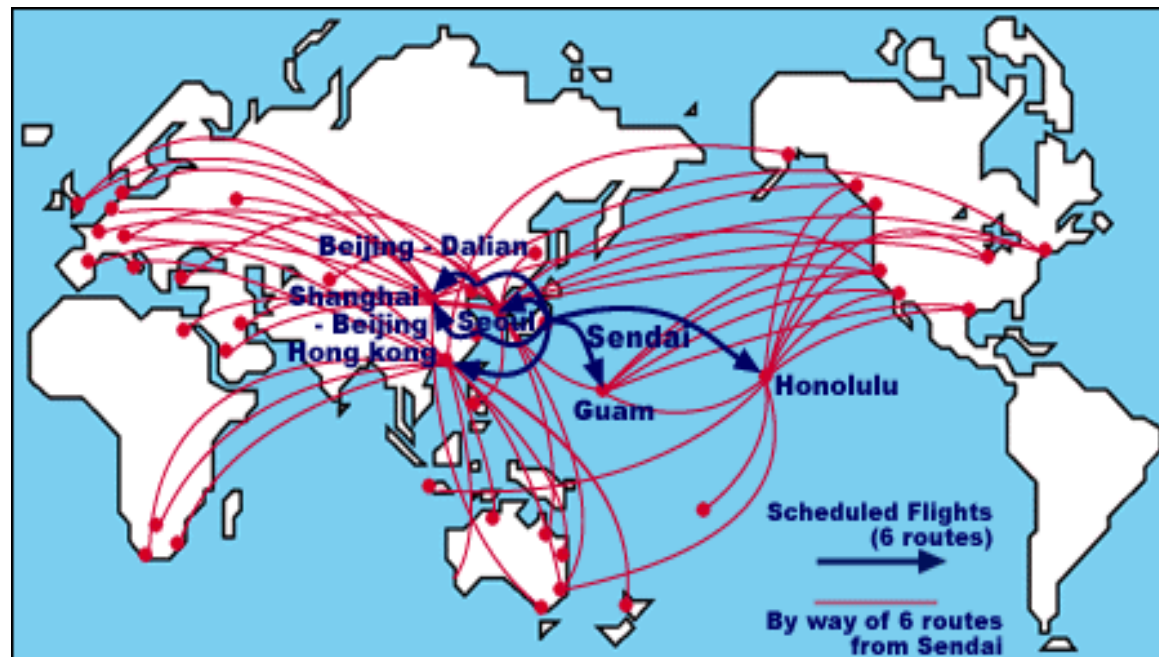 Beijing - Dalian
Shanghai
- Beijing
Seoul
Hong kong
Sendai
Guam
Honolulu
Scheduled Flights
(6 routes)
By way of 6 routes
from Sendai